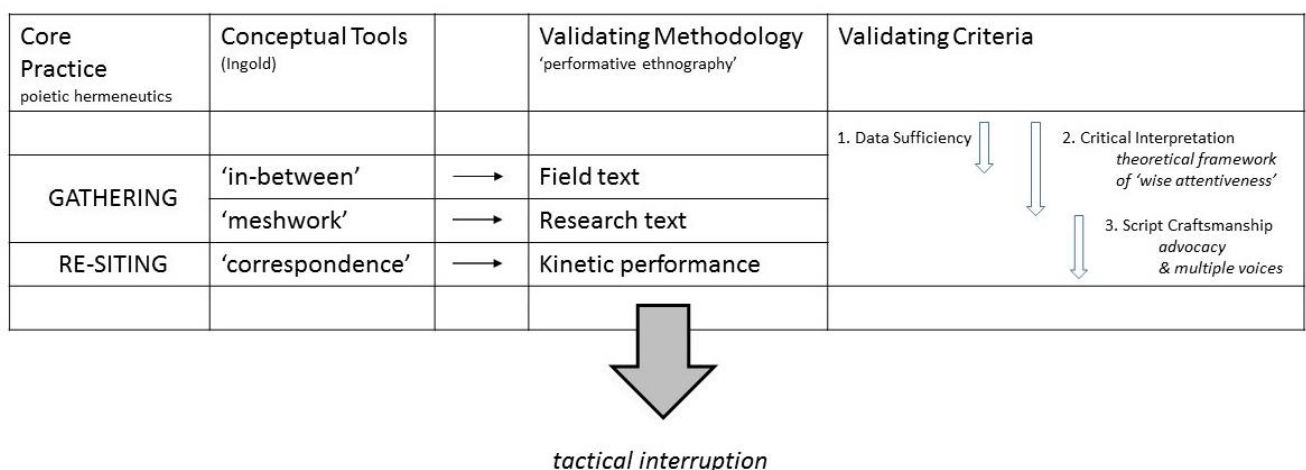 Core
Practice
poietic hermeneutics
Conceptual Tools
(Ingold)
Validating Methodology
'performative ethnography'
Validating Criteria
1. Data Sufficiency
2. Critical Interpretation
theoretical framework
of 'wise attentiveness'
3. Script Craftsmanship
advocacy
& multiple voices
GATHERING
'in-between'
Field text
'meshwork'
Research text
RE-SITING
'correspondence'
Kinetic performance
tactical interruption